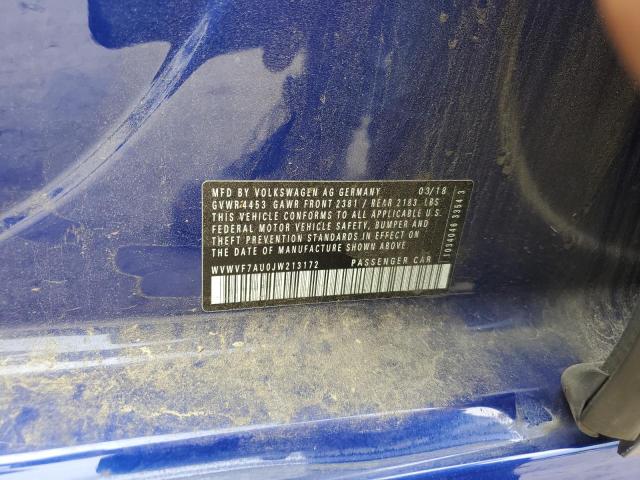 MFD BY VOLKSWAGEN AG GERMANY 03/18
GVWR 4453 GAWR FRONT 2381 / REAR 2183 LBS
THIS VEHICLE CONFORMS TO ALL APPLICABLE U.S.
FEDERAL MOTOR VEHICLE SAFETY, BUMPER AND
THEFT PREVENTION STANDARDS IN EFFECT ON
THE DATE OF MANUFACTURE SHOWN ABOVE.
WVWVF7AU0JW213172 PASSENGER CAR